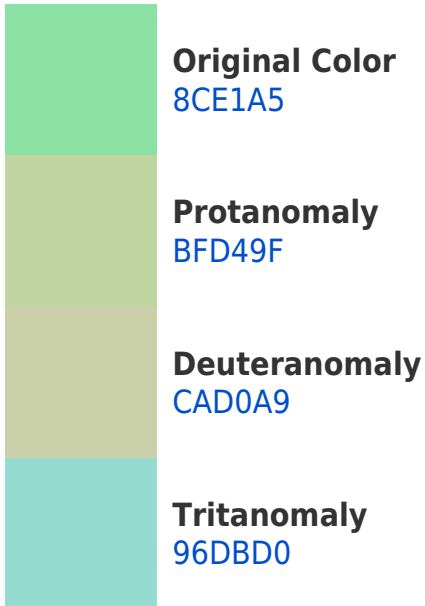 Original Color
8CE1A5
Protanomaly
BFD49F
Deuteranomaly
CAD0A9
Tritanomaly
96DBD0